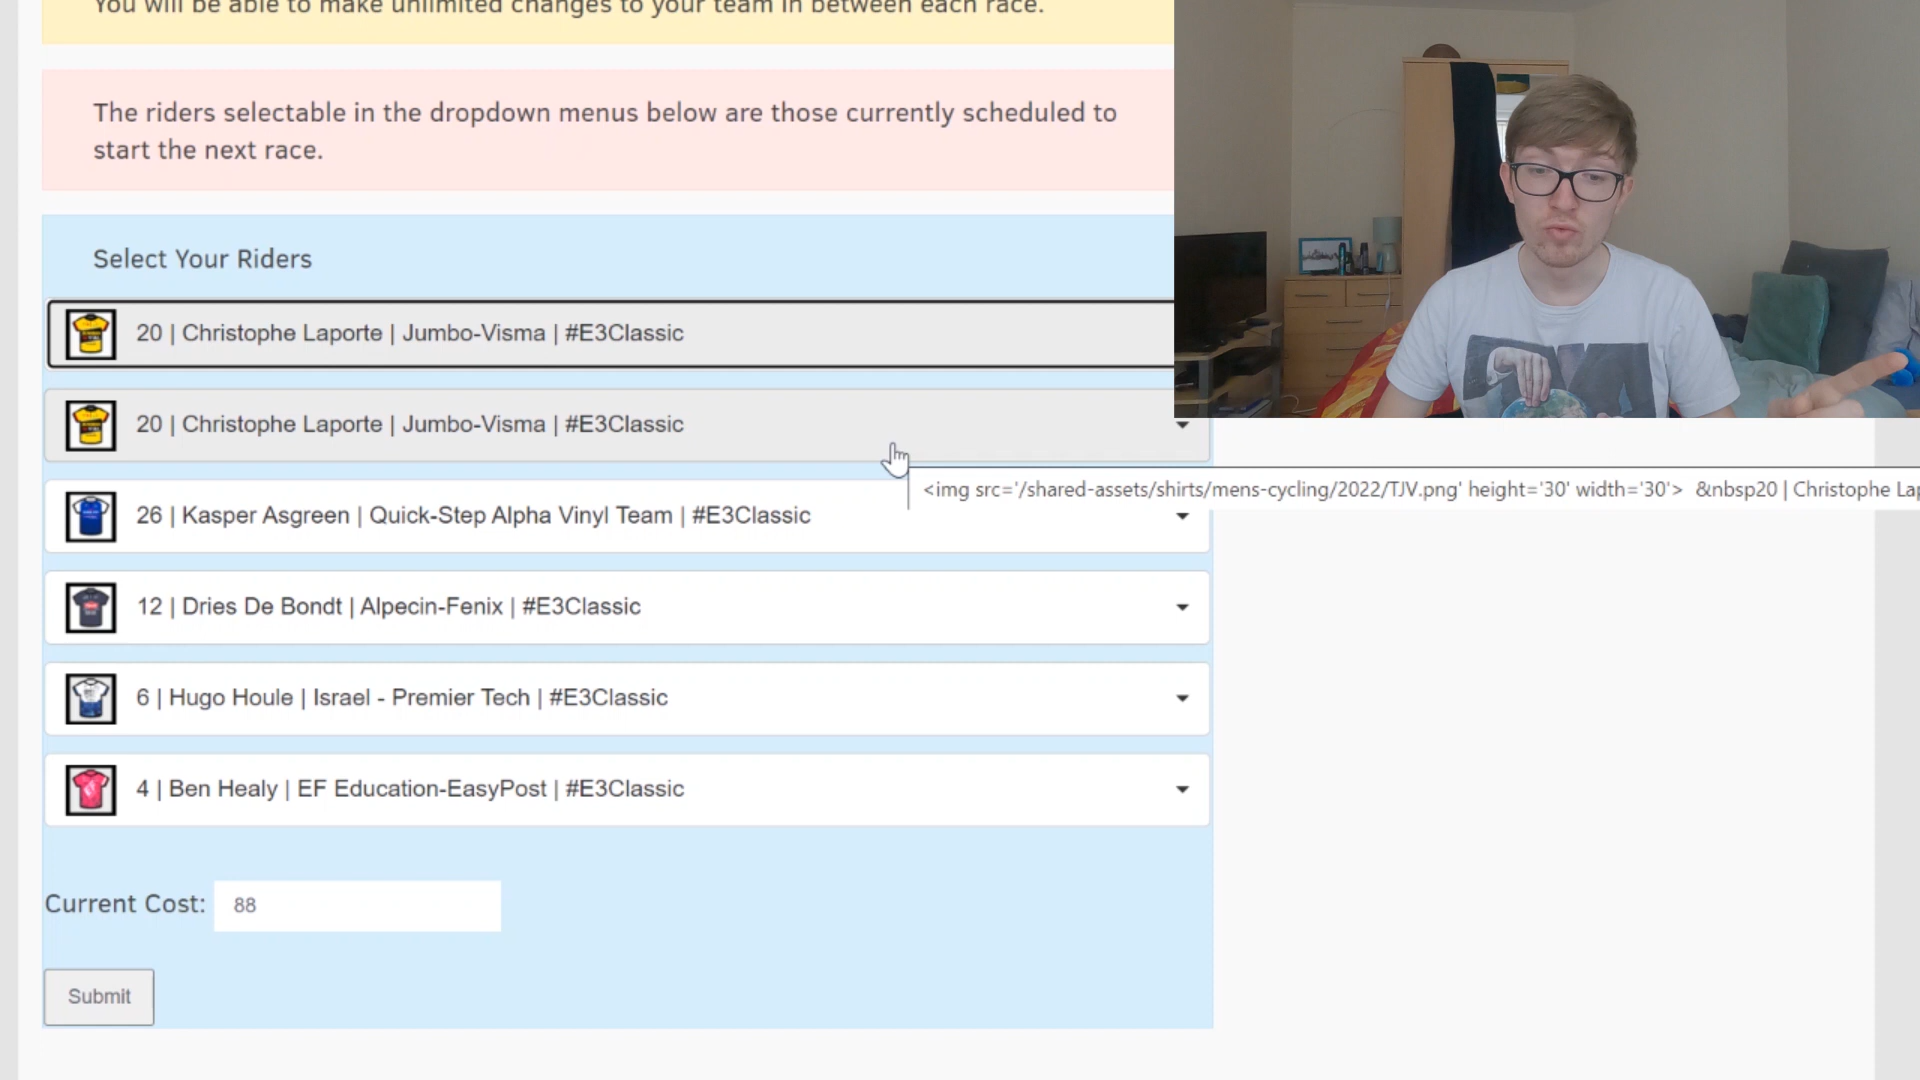 You will be able to make unlimited changes to your team in between each race.
The riders selectable in the dropdown menus below are those currently scheduled to
start the next race.
Select Your Riders
20 | Christophe Laporte | Jumbo-Visma | #E3Classic
20 | Christophe Laporte | Jumbo-Visma | #E3Classic
<img src='/shared-assets/shirts/mens-cycling/2022/TJV.png' height='30' width='30'> &nbsp20 | Christophe Lap
26 | Kasper Asgreen | Quick-Step Alpha Vinyl Team | #E3Classic
12 | Dries De Bondt | Alpecin-Fenix | #E3Classic
6 | Hugo Houle | Israel - Premier Tech | #E3Classic
4 | Ben Healy | EF Education-EasyPost | #E3Classic
Current Cost: 88
Submit